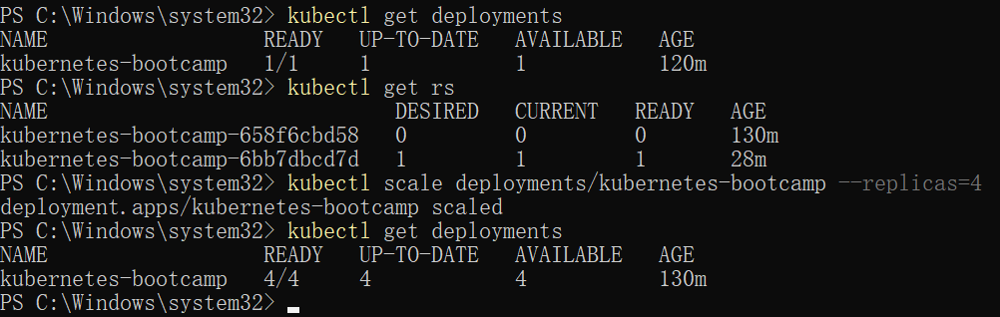 PS C:\Windows\system32> kubectl get deployments
NAME READY UP-TO-DATE AVAILABLE AGE
kubernetes-bootcamp 1/1 1 1 120m
PS C:\Windows\system32> kubectl get rs
NAME DESIRED CURRENT READY AGE
kubernetes-bootcamp-658f6cbd58 0 0 0 130m
kubernetes-bootcamp-6bb7dbcd7d 1 1 1 28m
PS C:\Windows\system32> kubectl scale deployments/kubernetes-bootcamp --replicas=4
deployment.apps/kubernetes-bootcamp scaled
PS C:\Windows\system32> kubectl get deployments
NAME READY UP-TO-DATE AVAILABLE AGE
kubernetes-bootcamp 4/4 4 4 130m
PS C:\Windows\system32>